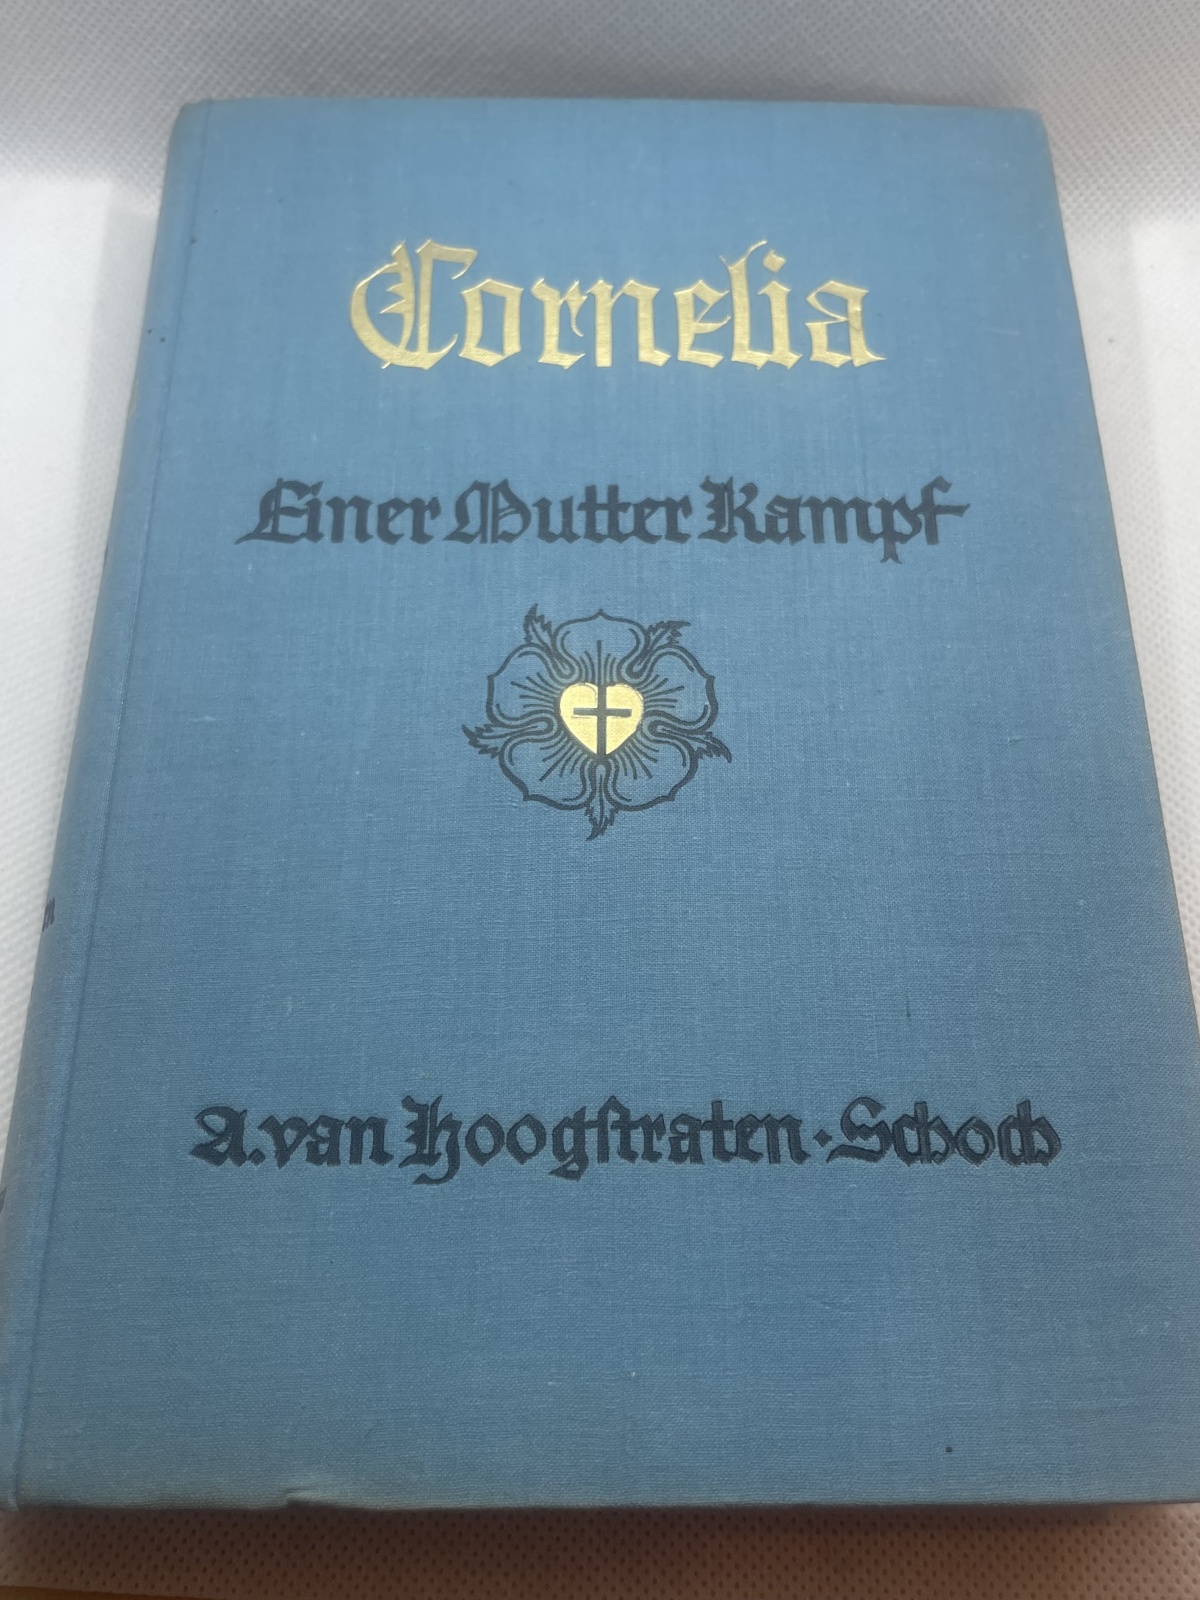 Cornelia
Einer Mutter Kampf
A. van Hoogſtraten-Schoch